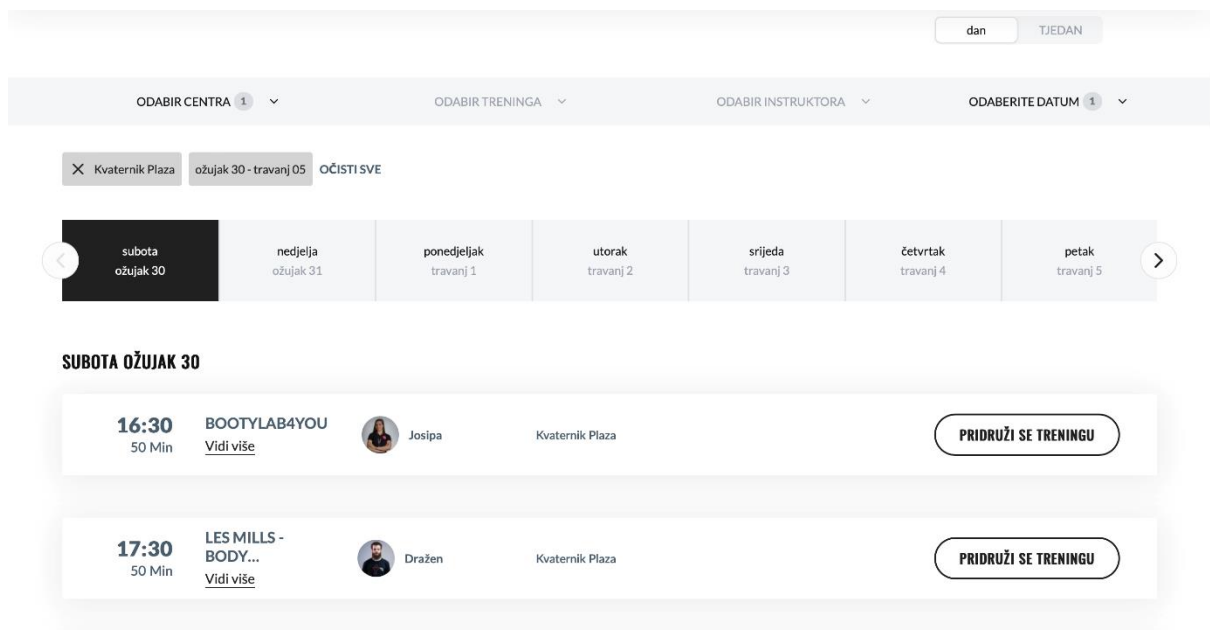 dan TJEDAN
ODABIR CENTRA 1 ODABIR TRENINGA ODABIR INSTRUKTORA ODABERITE DATUM 1
Kvaternik Plaza ožujak 30 - travanj 05 OČISTI SVE
subota nedjelja ponedjeljak utorak srijeda četvrtak petak
ožujak 30 ožujak 31 travanj 1 travanj 2 travanj 3 travanj 4 travanj 5
SUBOTA OŽUJAK 30
16:30 BOOTYLAB4YOU
Josipa Kvaternik Plaza PRIDRUŽI SE TRENINGU
50 Min Vidi više
LES MILLS -
17:30 BODY...
Dražen Kvaternik Plaza PRIDRUŽI SE TRENINGU
50 Min Vidi više